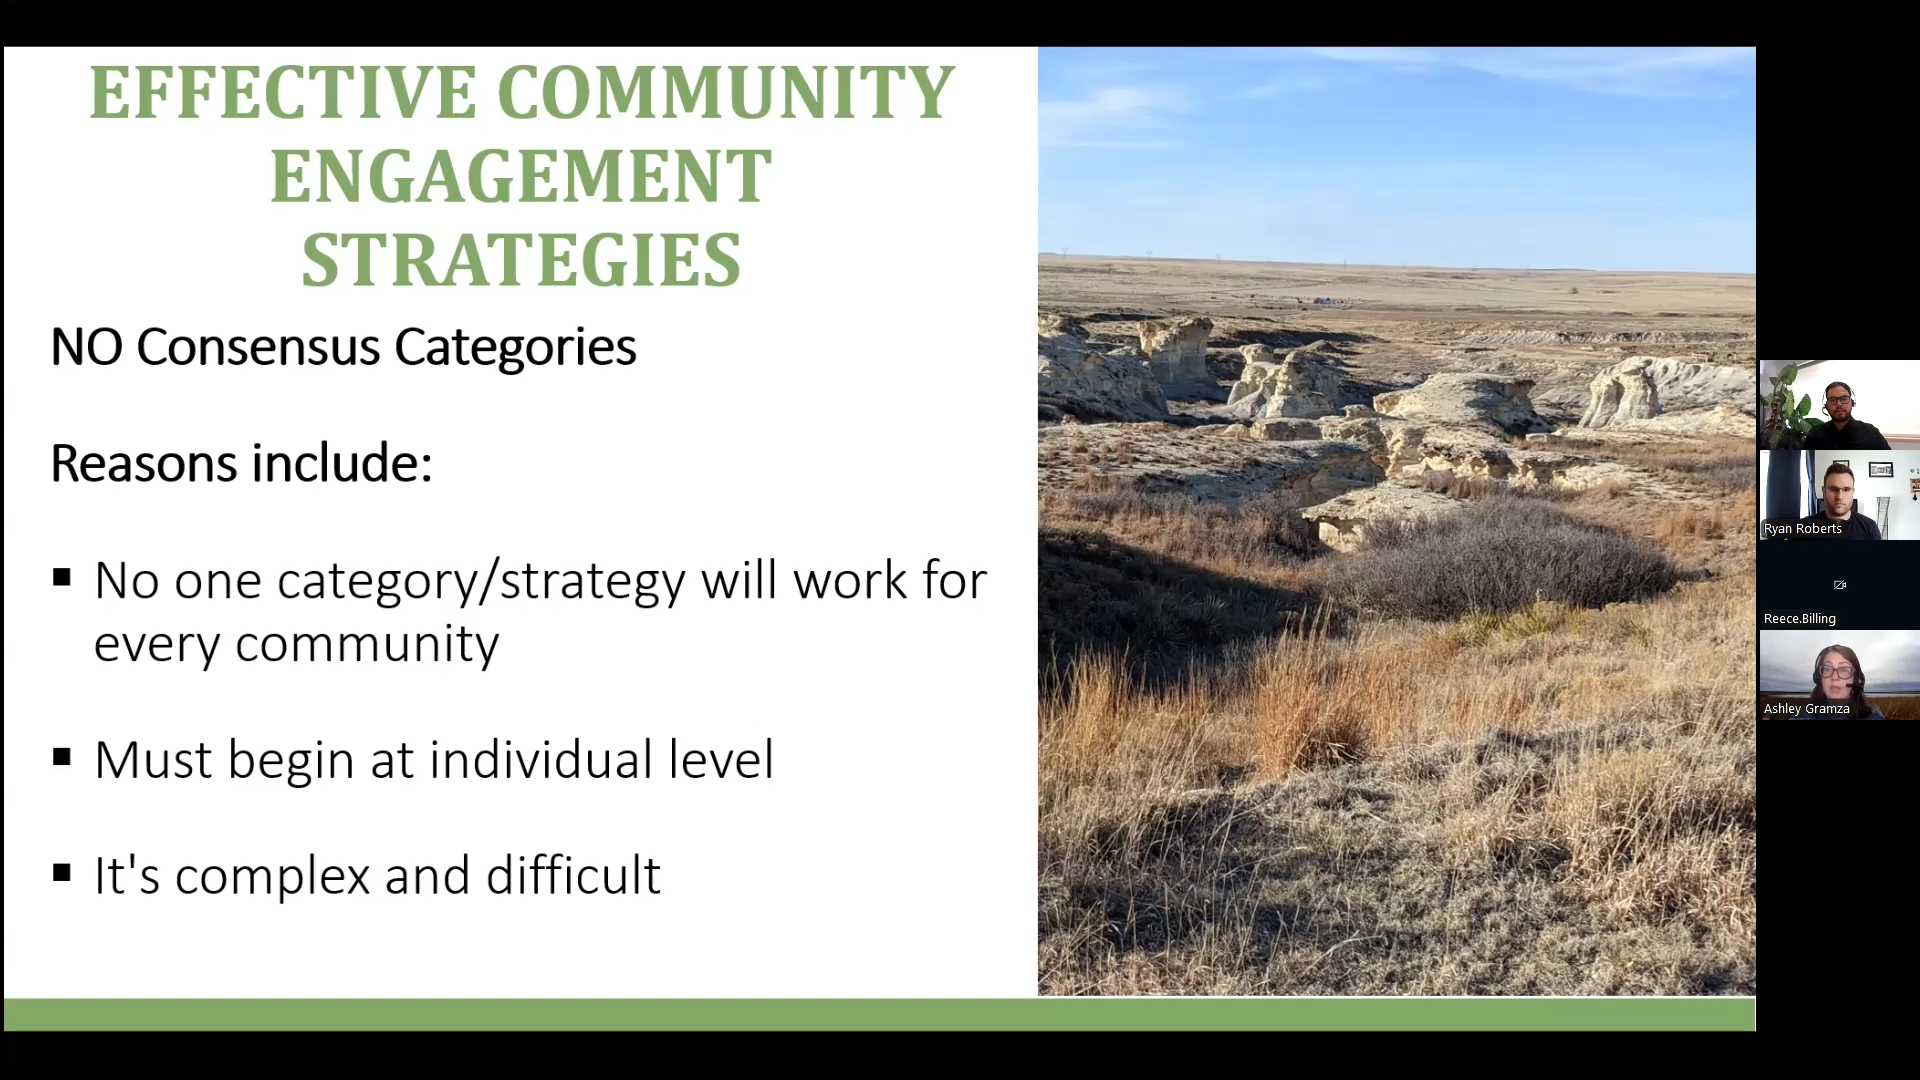 EFFECTIVE COMMUNITY
ENGAGEMENT
STRATEGIES
NO Consensus Categories
Reasons include:
▪ No one category/strategy will work for
every community
▪ Must begin at individual level
▪ It's complex and difficult
Ryan Roberts
Reece.Billing
Ashley Gramza